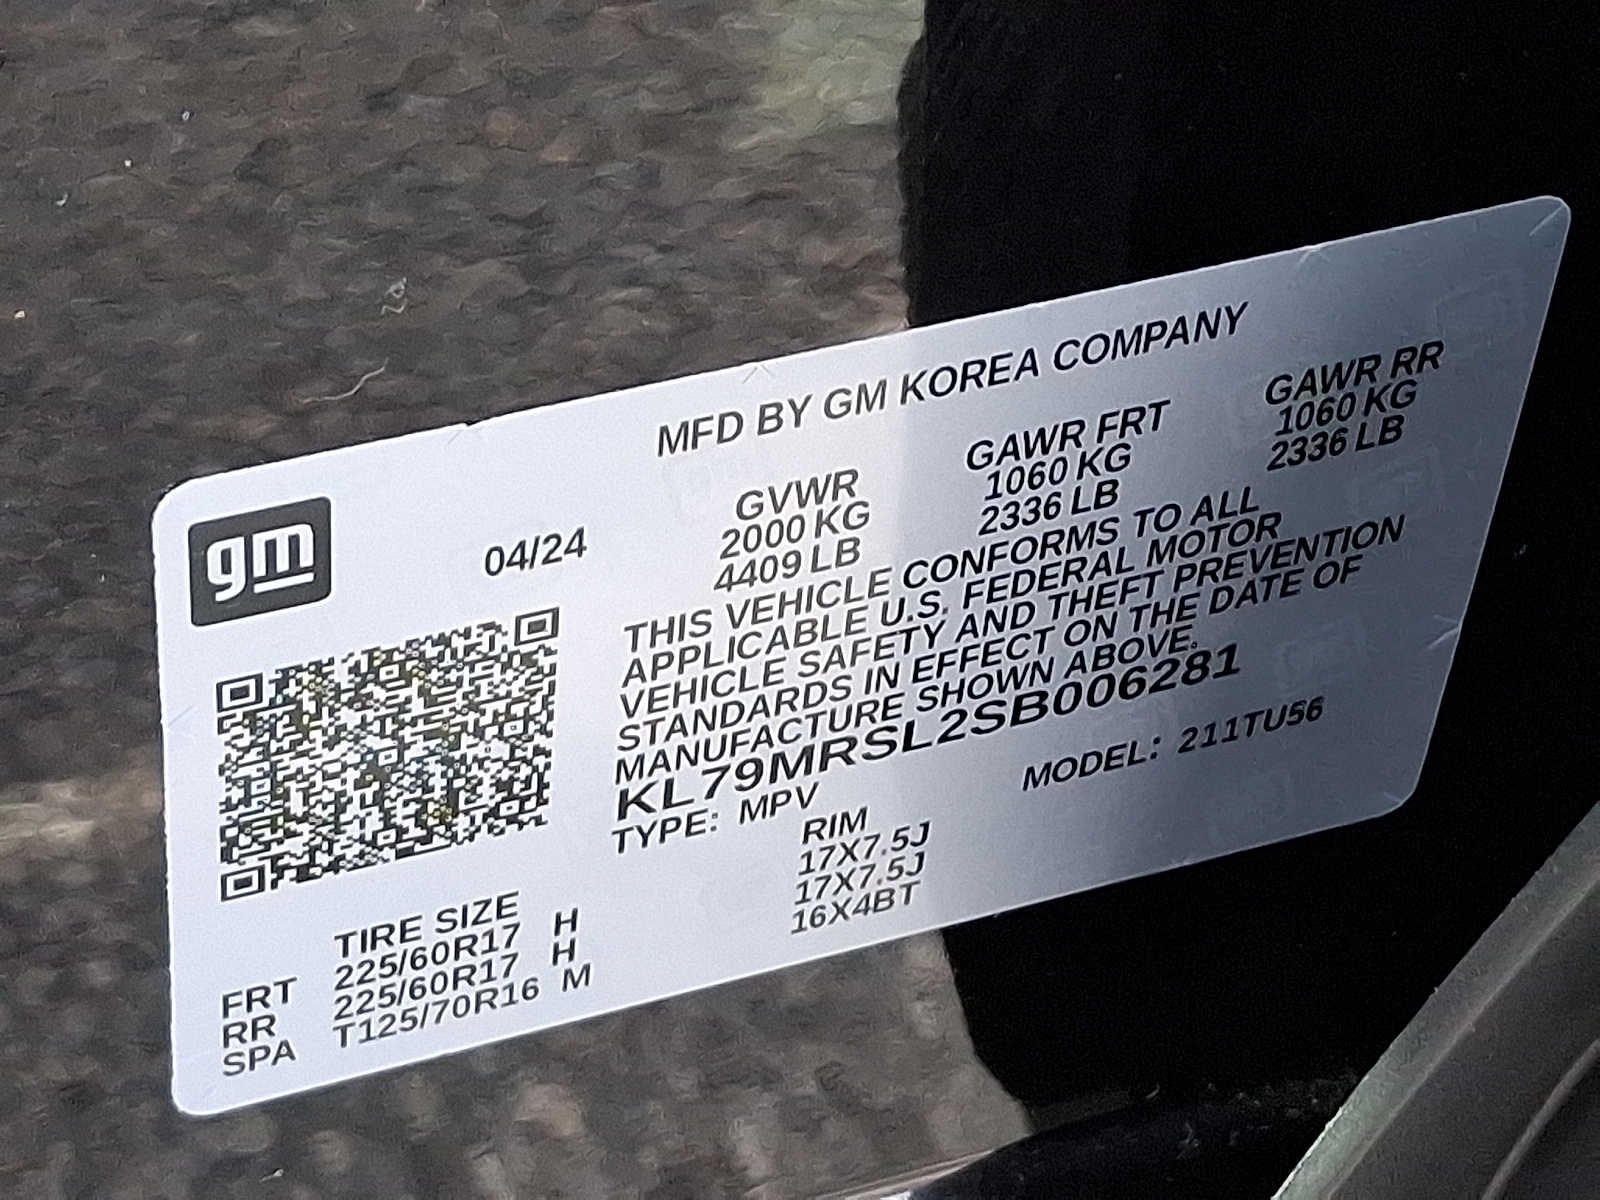 MFD BY GM KOREA COMPANY
gm
04/24
GVWR GAWR FRT GAWR RR
2000 KG 1060 KG 1060 KG
4409 LB 2336 LB 2336 LB
THIS VEHICLE CONFORMS TO ALL
APPLICABLE U.S. FEDERAL MOTOR
VEHICLE SAFETY AND THEFT PREVENTION
STANDARDS IN EFFECT ON THE DATE OF
MANUFACTURE SHOWN ABOVE.
KL79MRSL2SB006281
TYPE: MPV MODEL: 211TU56
TIRE SIZE RIM
FRT 225/60R17 H 17X7.5J
RR 225/60R17 H 17X7.5J
SPA T125/70R16 M 16X4BT